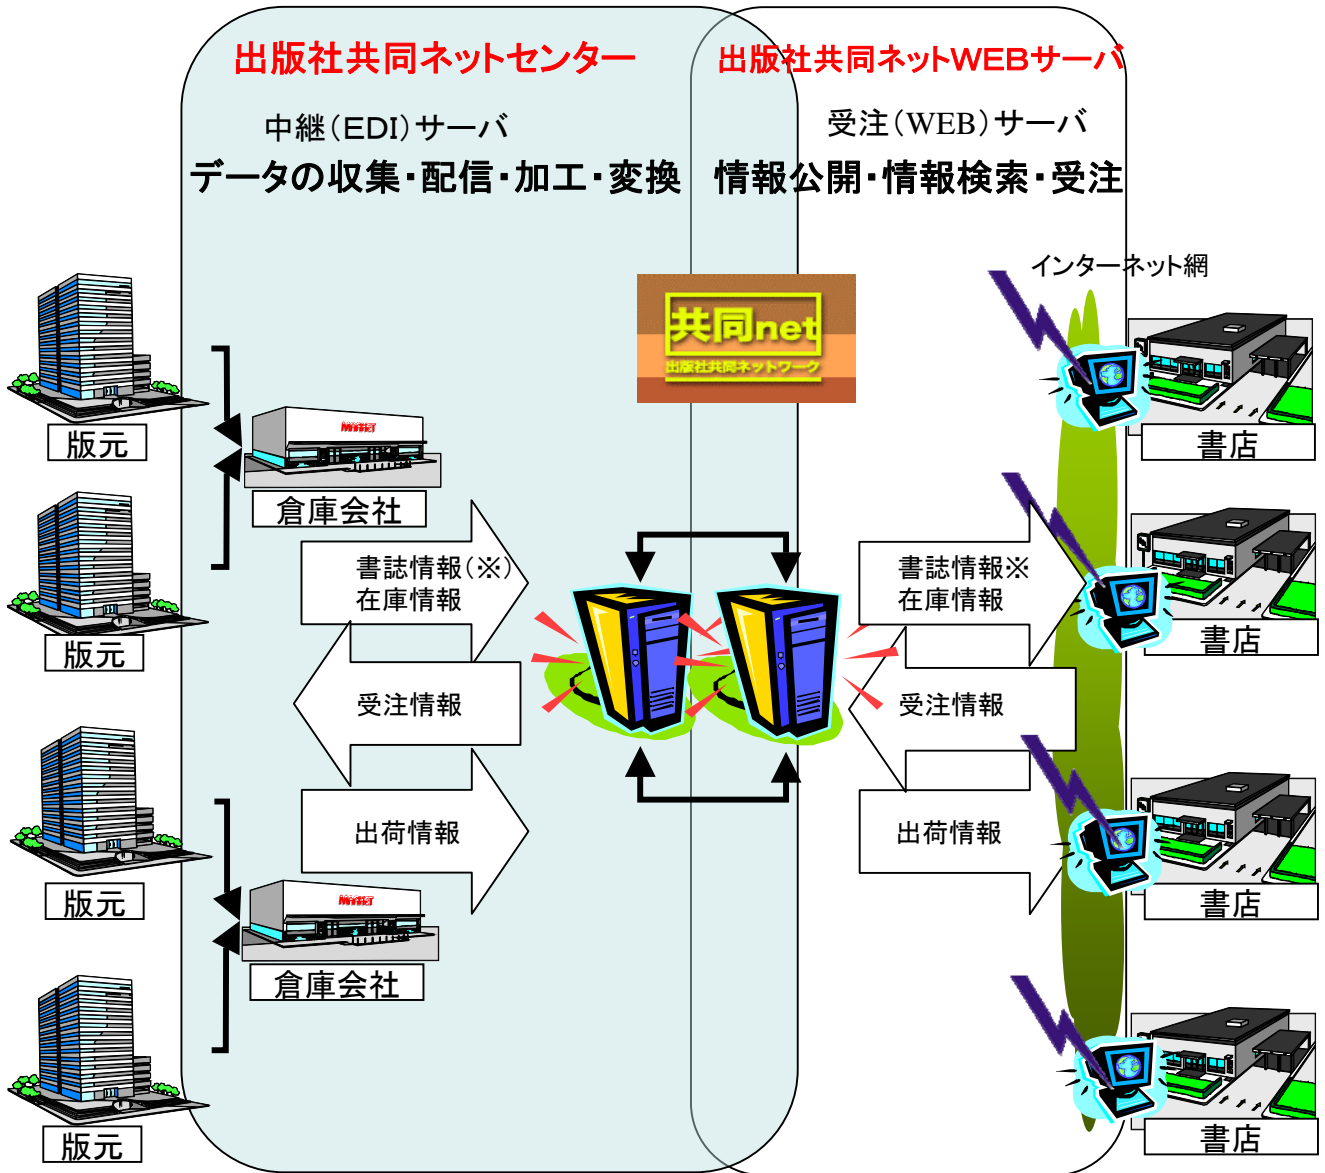 出版社共同ネットセンター
出版社共同ネットWEBサーバ
中継(EDI)サーバ
受注(WEB)サーバ
データの収集・配信・加工・変換
情報公開・情報検索・受注
インターネット網
共同net
出版社共同ネットワーク
版元
MARKET
倉庫会社
書店
書誌情報(※)
在庫情報
書誌情報※
在庫情報
版元
書店
受注情報
受注情報
出荷情報
出荷情報
版元
MARKET
倉庫会社
書店
版元
書店